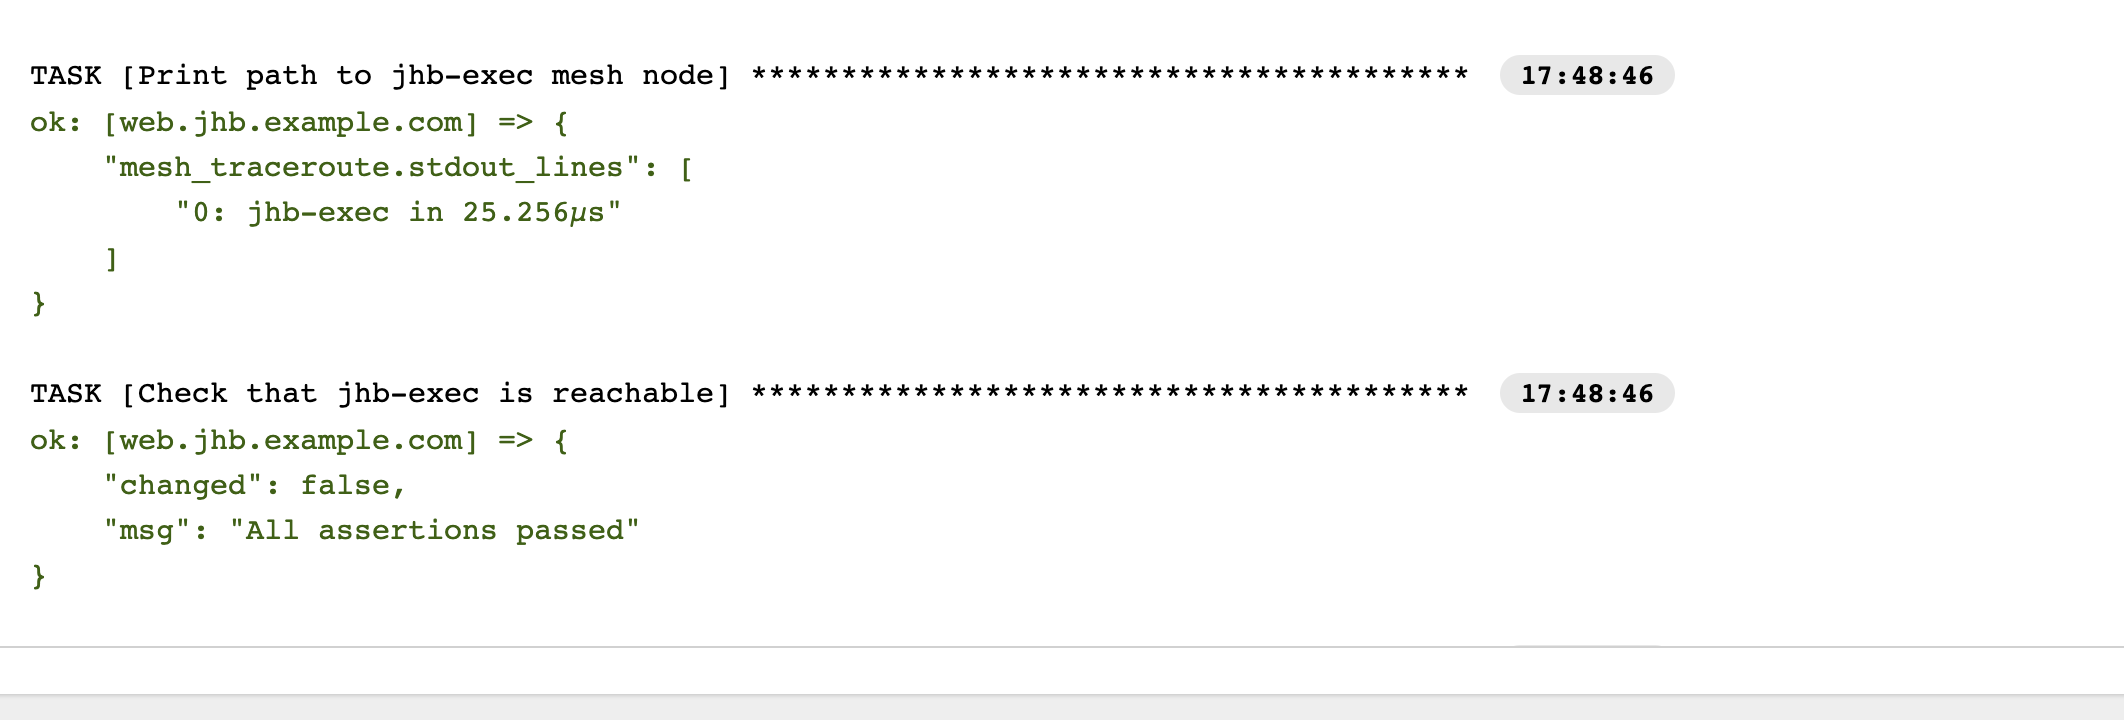 TASK [Print path to jhb-exec mesh node] **************************************** 17:48:46
ok: [web.jhb.example.com] => {
    "mesh_traceroute.stdout_lines": [
        "0: jhb-exec in 25.256µs"
    ]
}
TASK [Check that jhb-exec is reachable] **************************************** 17:48:46
ok: [web.jhb.example.com] => {
    "changed": false,
    "msg": "All assertions passed"
}